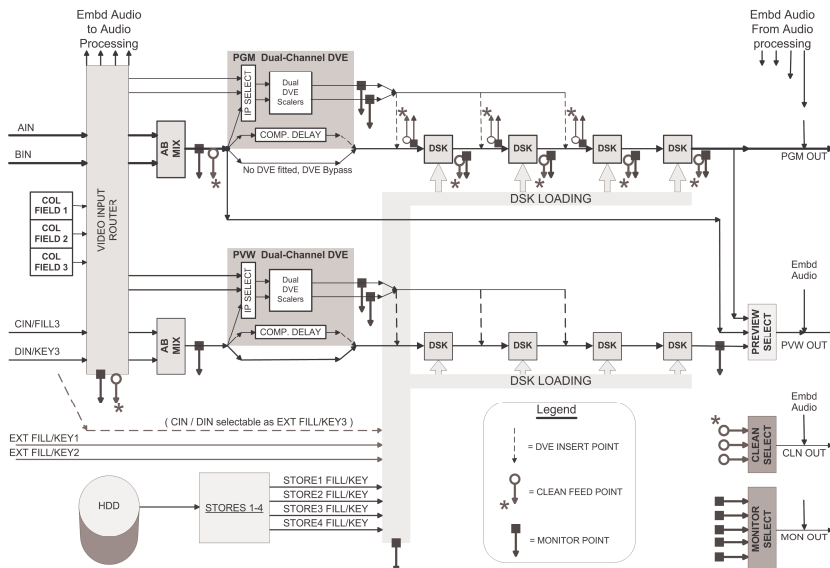 Embd Audio
to Audio
Processing
Embd Audio
From Audio
processing
PGM Dual-Channel DVE
IP SELECT
Dual
DVE
Scalers
COMP. DELAY
No DVE fitted, DVE Bypass
AIN
BIN
AB
MIX
DSK
DSK
DSK
DSK
PGM OUT
DSK LOADING
COL
FIELD 1
COL
FIELD 2
COL
FIELD 3
VIDEO INPUT
ROUTER
PVW Dual-Channel DVE
IP SELECT
Dual
DVE
Scalers
COMP. DELAY
Embd
Audio
CIN/FILL3
DIN/KEY3
AB
MIX
DSK
DSK
DSK
DSK
PREVIEW
SELECT
PVW OUT
DSK LOADING
( CIN / DIN selectable as EXT FILL/KEY3 )
EXT FILL/KEY1
EXT FILL/KEY2
HDD
STORES 1-4
STORE1 FILL/KEY
STORE2 FILL/KEY
STORE3 FILL/KEY
STORE4 FILL/KEY
Legend
= DVE INSERT POINT
= CLEAN FEED POINT
= MONITOR POINT
Embd
Audio
CLEAN
SELECT
CLN OUT
MONITOR
SELECT
MON OUT